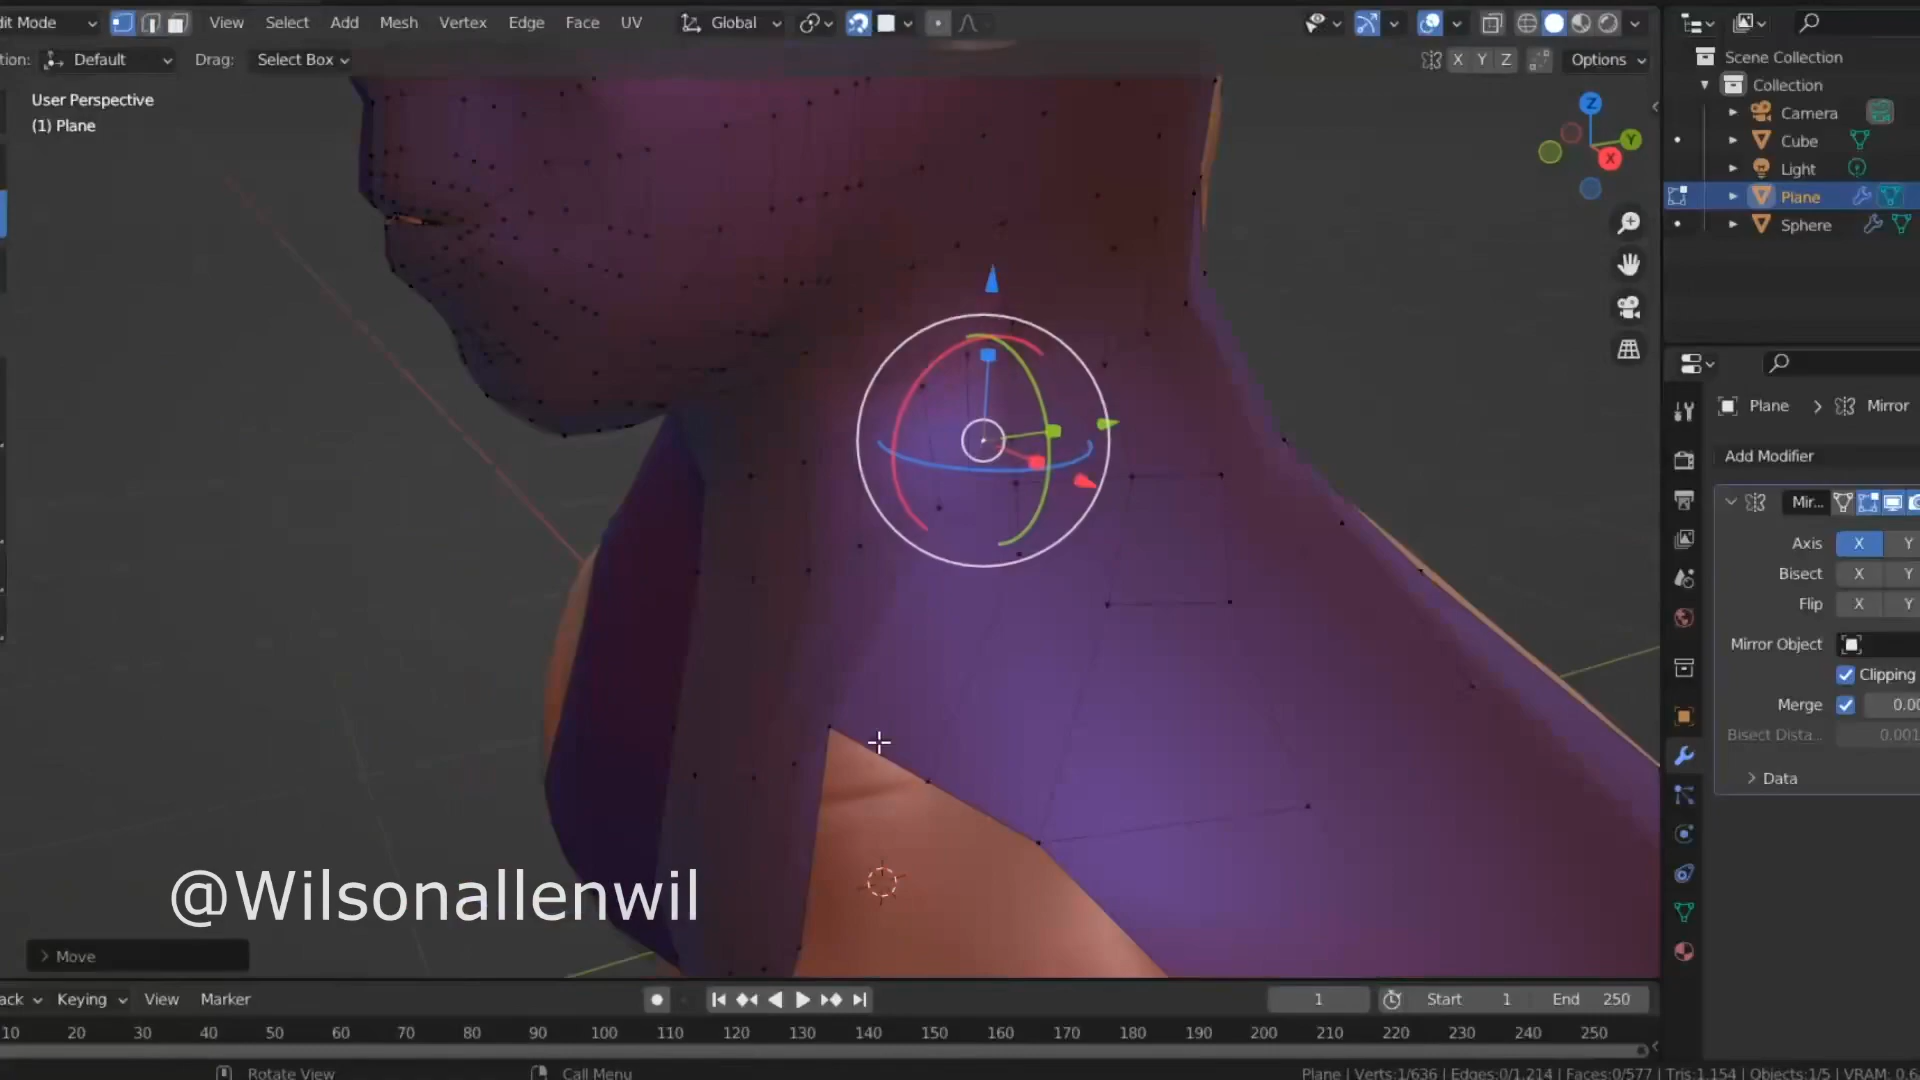 dit Mode View Select Add Mesh Vertex Edge Face UV Global
tion: Default Drag: Select Box X Y Z Options
User Perspective
(1) Plane
Z
Y
X
Scene Collection
Collection
Camera
Cube
Light
Plane
Sphere
Plane > Mirror
Add Modifier
Mir...
Axis X Y
Bisect X Y
Flip X Y
Mirror Object
Clipping
Merge 0.00
Bisect Dista... 0.001
> Data
@Wilsonallenwil
> Move
ack Keying View Marker 1 Start 1 End 250
10 20 30 40 50 60 70 80 90 100 110 120 130 140 150 160 170 180 190 200 210 220 230 240 250
Rotate View Call Menu Plane | Verts:1/636 | Edges:0/1,214 | Faces:0/577 | Tris:1,154 | Objects:1/5 | VRAM: 0.6